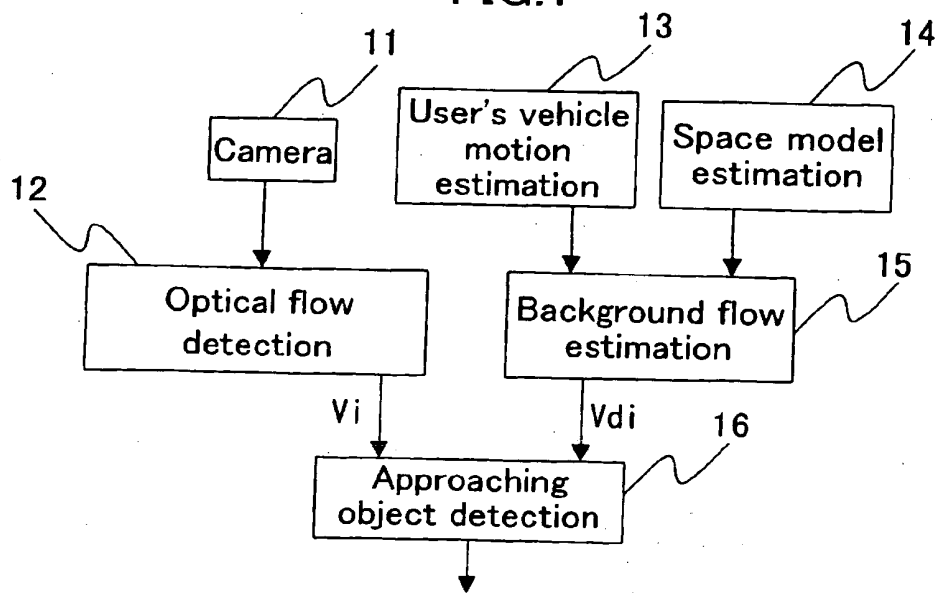 FIG.1
13
14
11
User's vehicle
motion
estimation
Space model
estimation
Camera
12
15
Optical flow
detection
Background flow
estimation
Vi
Vdi
16
Approaching
object detection